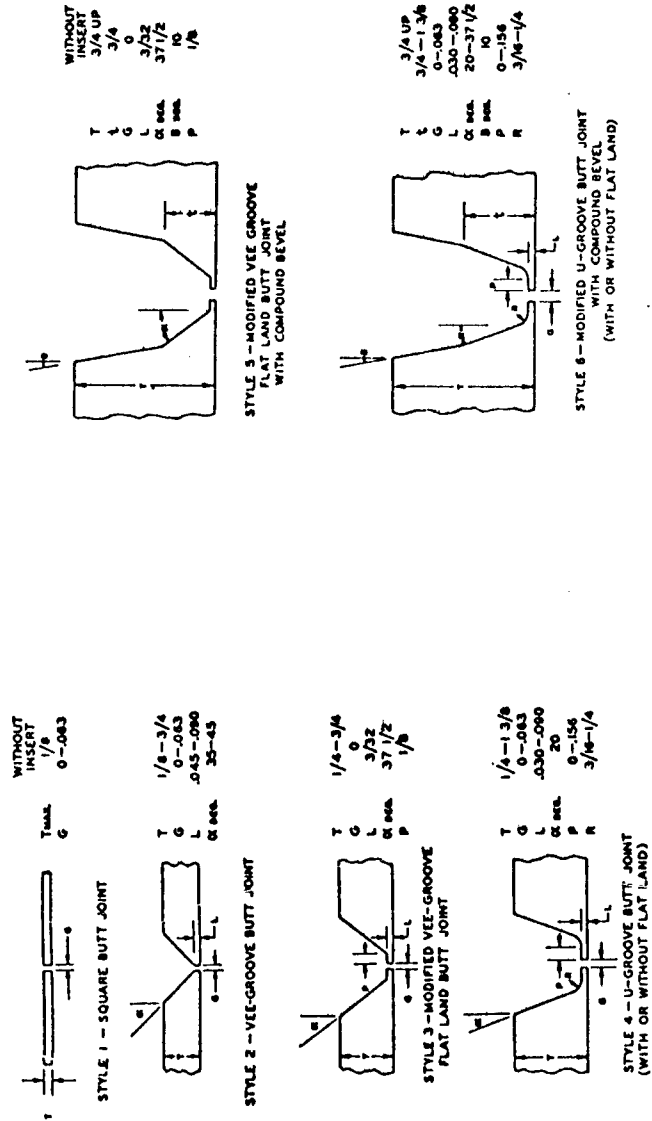 WITHOUT
INSERT
T MAX. 1/8
G 0-.063
T
G
STYLE 1 - SQUARE BUTT JOINT
T 1/8-3/4
G 0-.063
L .045-.090
α DEG. 35-45
α
T
G
L
STYLE 2 - VEE-GROOVE BUTT JOINT
T 1/4-3/4
G 0
L 3/32
α DEG. 37 1/2
P 1/8
α
T
P
G
L
STYLE 3 - MODIFIED VEE-GROOVE
FLAT LAND BUTT JOINT
T 1/4-1 3/8
G 0-.063
L .030-.090
α DEG. 20
P 0-.156
R 3/16-1/4
α
T
P
R
G
L
STYLE 4 - U-GROOVE BUTT JOINT
(WITH OR WITHOUT FLAT LAND)
WITHOUT
INSERT
T 3/4 UP
t 3/4
G 0
L 3/32
α DEG. 37 1/2
B DEG. 10
P 1/8
α
T
t
STYLE 5 - MODIFIED VEE GROOVE
FLAT LAND BUTT JOINT
WITH COMPOUND BEVEL
T 3/4 UP
t 3/4-1 3/8
G 0-.063
L .030-.090
α DEG. 20-37 1/2
B DEG. 10
P 0-.156
R 3/16-1/4
α
T
t
P
R
G
L
STYLE 6 - MODIFIED U-GROOVE BUTT JOINT
WITH COMPOUND BEVEL
(WITH OR WITHOUT FLAT LAND)